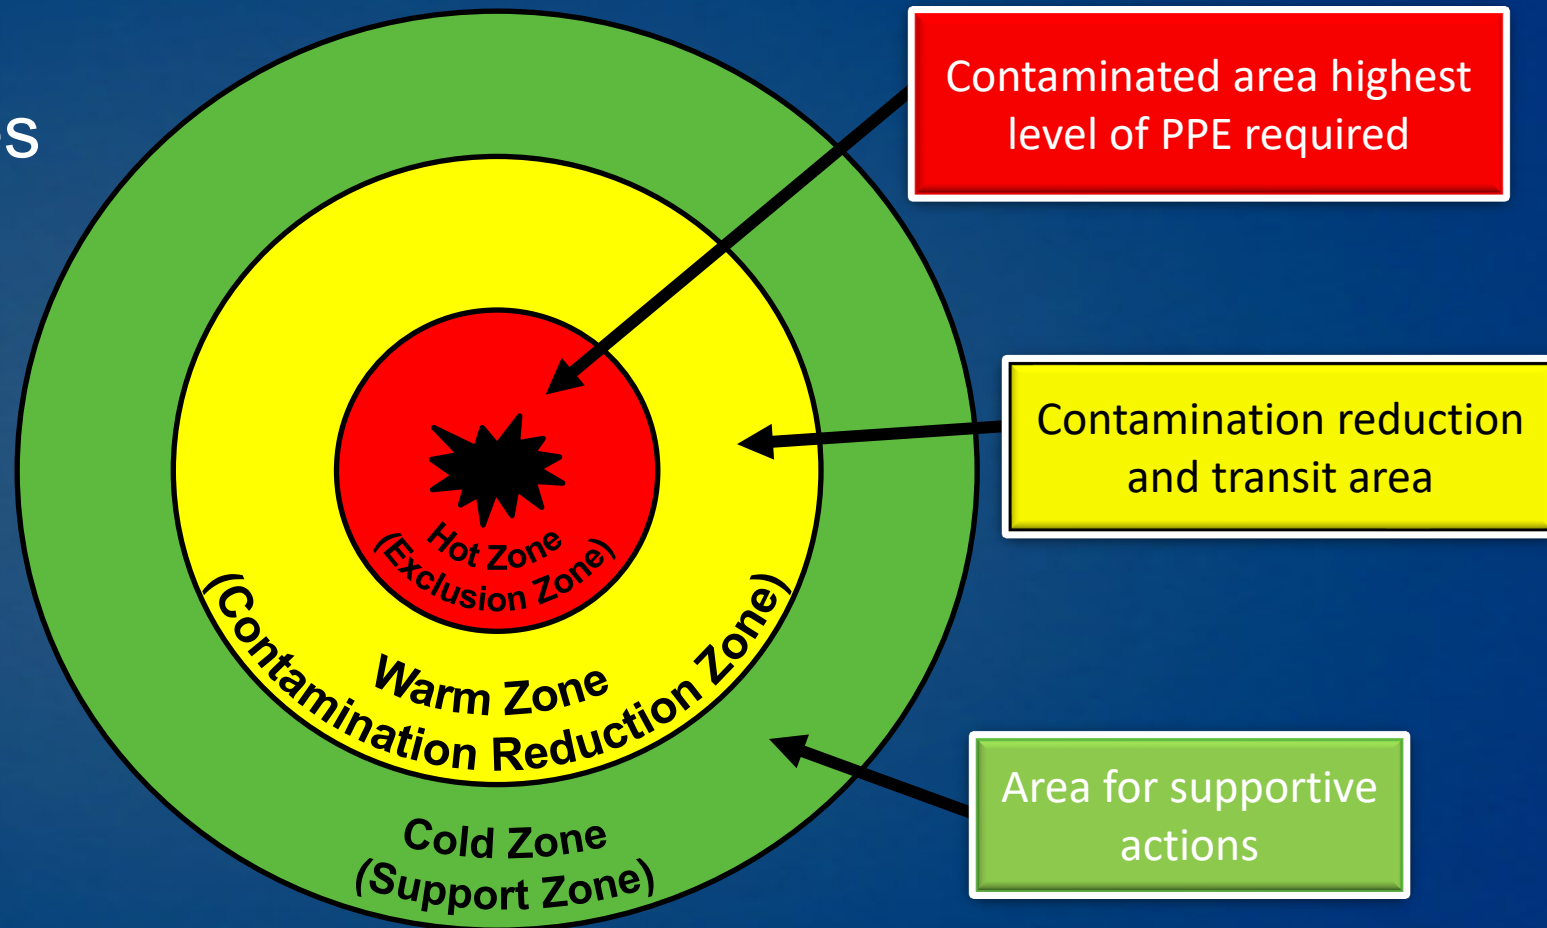 es
Contaminated area highest
level of PPE required
Contamination reduction
and transit area
Area for supportive
actions
Hot Zone
(Exclusion Zone)
Warm Zone
(Contamination Reduction Zone)
Cold Zone
(Support Zone)